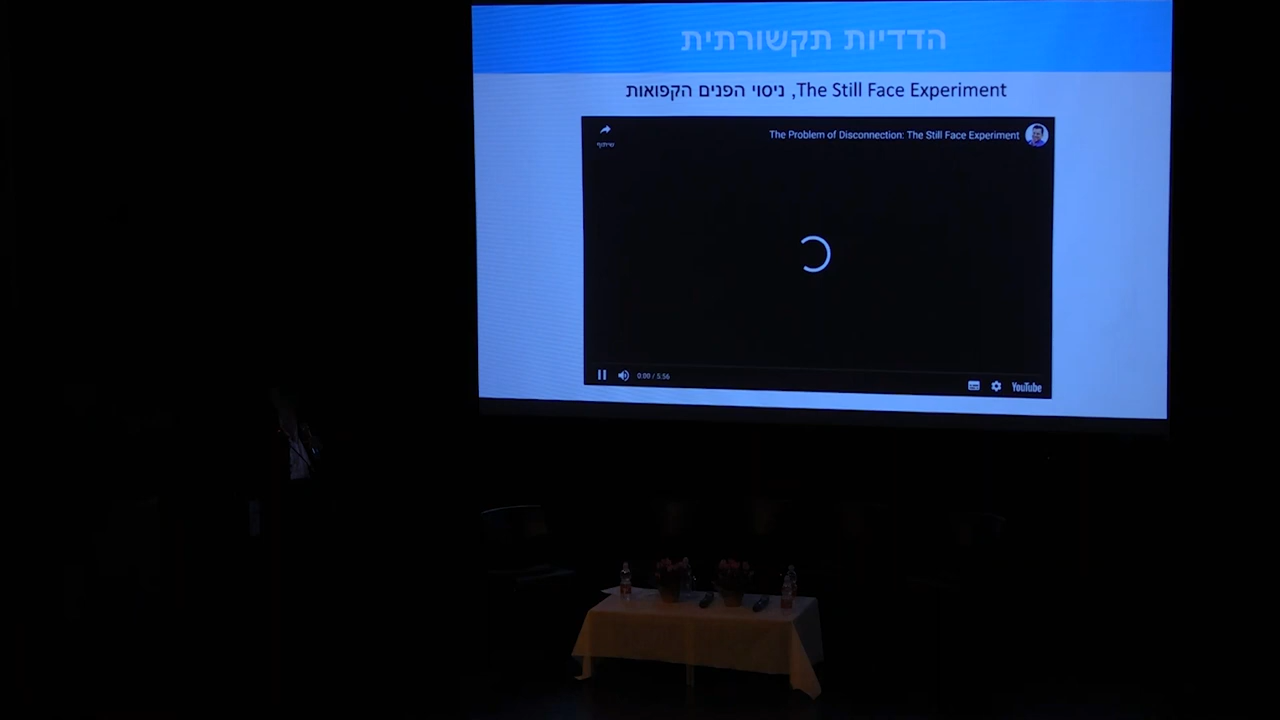 הדדיות תקשורתית
The Still Face Experiment, ניסוי הפנים הקפואות
The Problem of Disconnection: The Still Face Experiment
שיתוף
0:00 / 5:56
YouTube